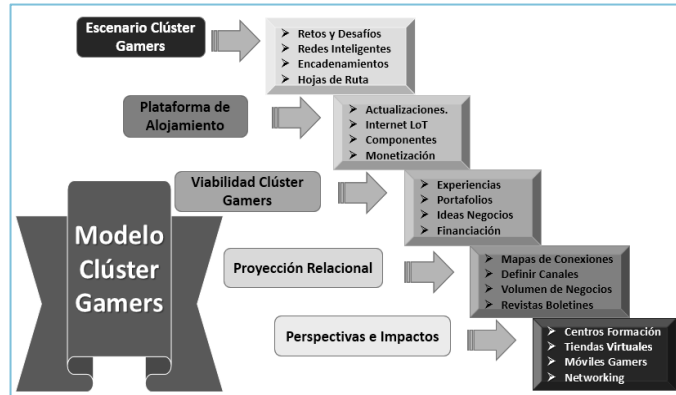 Escenario Clúster
Gamers
➢ Retos y Desafíos
➢ Redes Inteligentes
➢ Encadenamientos
➢ Hojas de Ruta
Plataforma de
Alojamiento
➢ Actualizaciones.
➢ Internet LoT
➢ Componentes
➢ Monetización
Viabilidad Clúster
Gamers
➢ Experiencias
➢ Portafolios
➢ Ideas Negocios
➢ Financiación
Modelo
Clúster
Gamers
Proyección Relacional
➢ Mapas de Conexiones
➢ Definir Canales
➢ Volumen de Negocios
➢ Revistas Boletines
Perspectivas e Impactos
➢ Centros Formación
➢ Tiendas Virtuales
➢ Móviles Gamers
➢ Networking